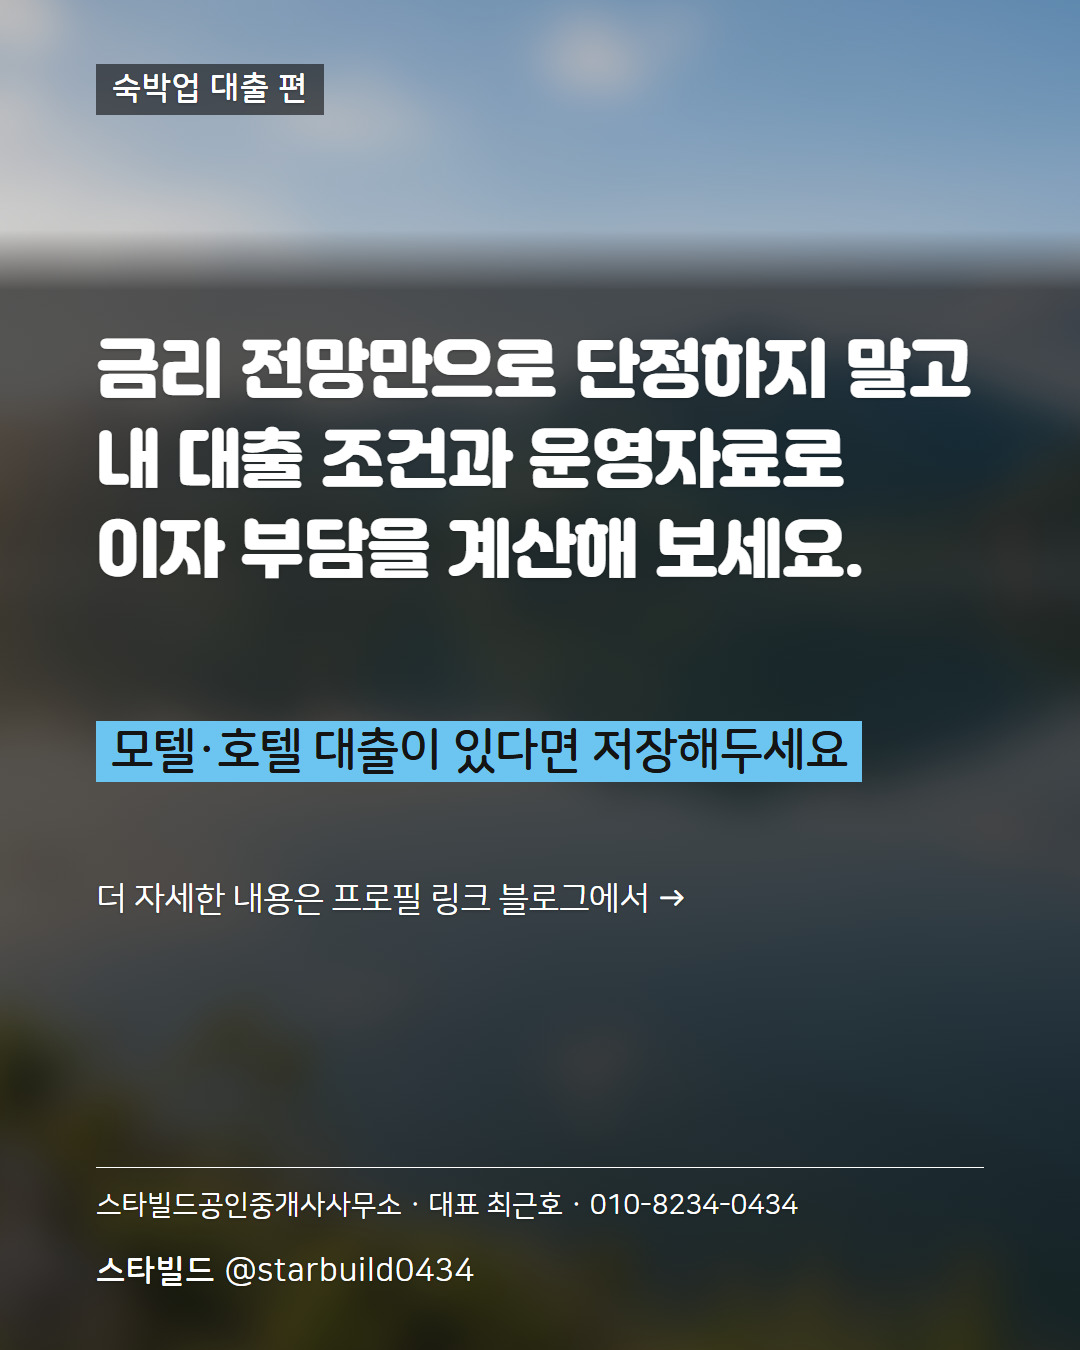 숙박업 대출 편
금리 전망만으로 단정하지 말고
내 대출 조건과 운영자료로
이자 부담을 계산해 보세요.
모텔·호텔 대출이 있다면 저장해두세요
더 자세한 내용은 프로필 링크 블로그에서 →
스타빌드공인중개사사무소 · 대표 최근호 · 010-8234-0434
스타빌드 @starbuild0434